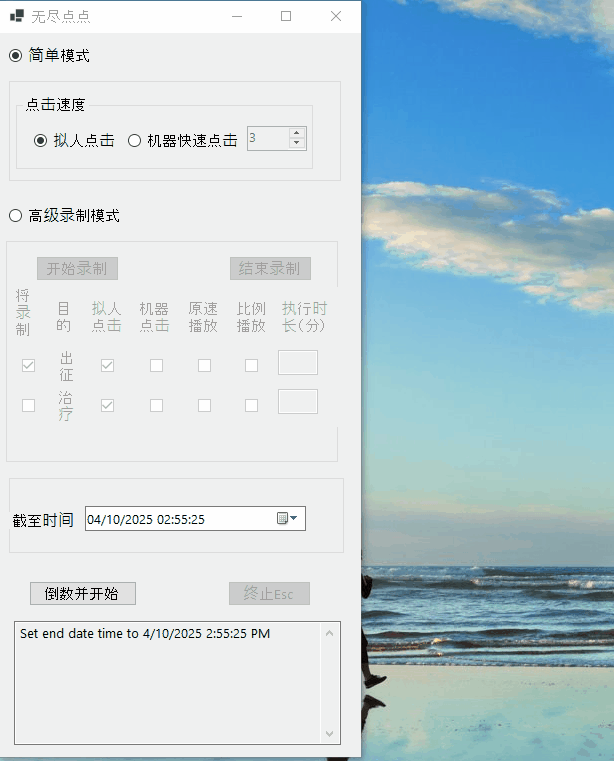 无尽点点
简单模式
点击速度
拟人点击 机器快速点击 3
高级录制模式
开始录制 结束录制
将录制 目的 拟人点击 机器点击 原速播放 比例播放 执行时长(分)
出征
治疗
截至时间 04/10/2025 02:55:25
倒数并开始 终止Esc
Set end date time to 4/10/2025 2:55:25 PM